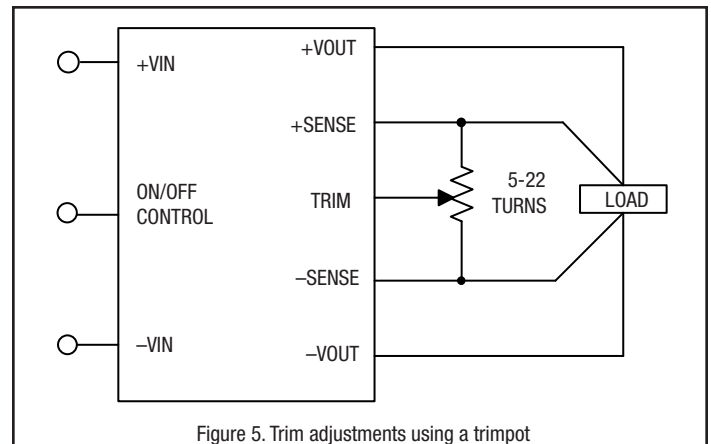 +VIN
ON/OFF
CONTROL
–VIN
+VOUT
+SENSE
TRIM
–SENSE
–VOUT
5-22
TURNS
LOAD
Figure 5. Trim adjustments using a trimpot